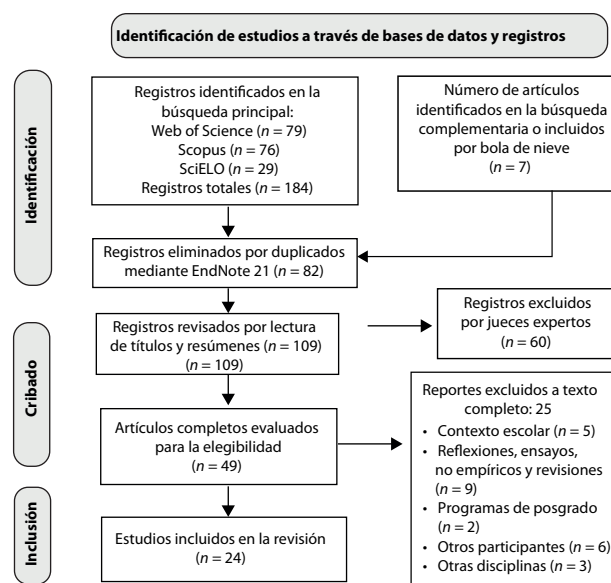 Identificación de estudios a través de bases de datos y registros
Identificación
Registros identificados en la
búsqueda principal:
Web of Science (n = 79)
Scopus (n = 76)
SciELO (n = 29)
Registros totales (n = 184)
Número de artículos
identificados en la búsqueda
complementaria o incluidos
por bola de nieve
(n = 7)
Registros eliminados por duplicados
mediante EndNote 21 (n = 82)
Cribado
Registros revisados por lectura
de títulos y resúmenes (n = 109)
(n = 109)
Registros excluidos
por jueces expertos
(n = 60)
Artículos completos evaluados
para la elegibilidad
(n = 49)
Reportes excluidos a texto
completo: 25
• Contexto escolar (n = 5)
• Reflexiones, ensayos,
no empíricos y revisiones
(n = 9)
• Programas de posgrado
(n = 2)
• Otros participantes (n = 6)
• Otras disciplinas (n = 3)
Inclusión
Estudios incluidos en la revisión
(n = 24)